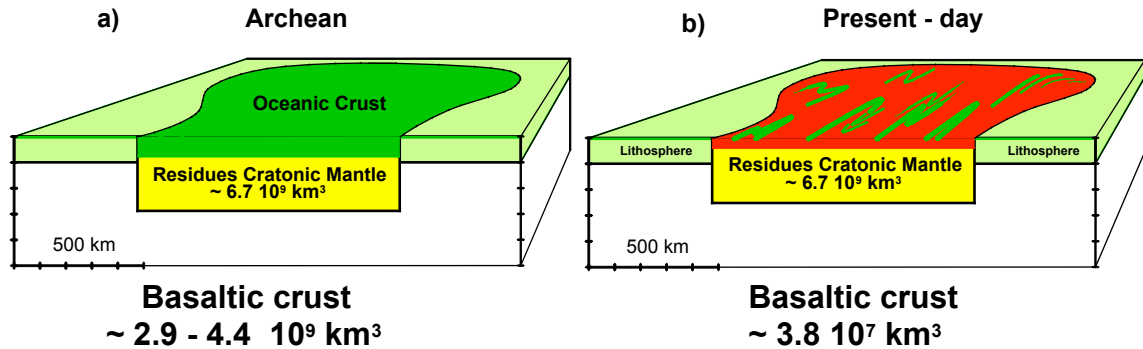 a) Archean
Oceanic Crust
Residues Cratonic Mantle
~ 6.7 10⁹ km³
500 km
Basaltic crust
~ 2.9 - 4.4 10⁹ km³
b) Present - day
Lithosphere
Lithosphere
Residues Cratonic Mantle
~ 6.7 10⁹ km³
500 km
Basaltic crust
~ 3.8 10⁷ km³